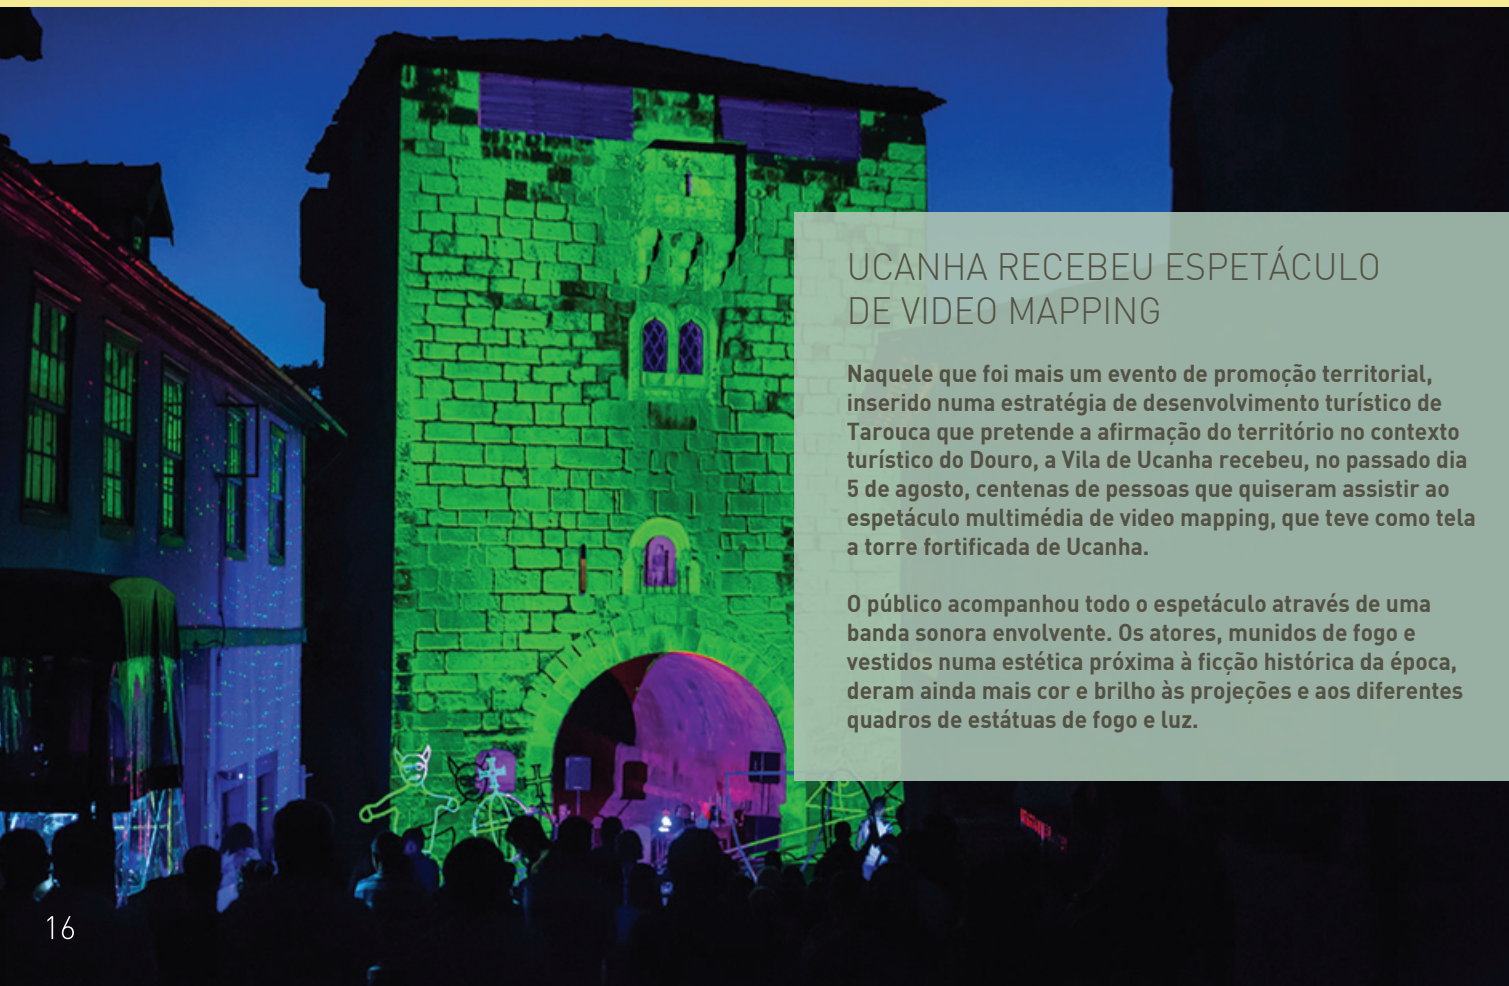 UCANHA RECEBEU ESPETÁCULO
DE VIDEO MAPPING
Naquele que foi mais um evento de promoção territorial,
inserido numa estratégia de desenvolvimento turístico de
Tarouca que pretende a afirmação do território no contexto
turístico do Douro, a Vila de Ucanha recebeu, no passado dia
5 de agosto, centenas de pessoas que quiseram assistir ao
espetáculo multimédia de video mapping, que teve como tela
a torre fortificada de Ucanha.
O público acompanhou todo o espetáculo através de uma
banda sonora envolvente. Os atores, munidos de fogo e
vestidos numa estética próxima à ficção histórica da época,
deram ainda mais cor e brilho às projeções e aos diferentes
quadros de estátuas de fogo e luz.
16